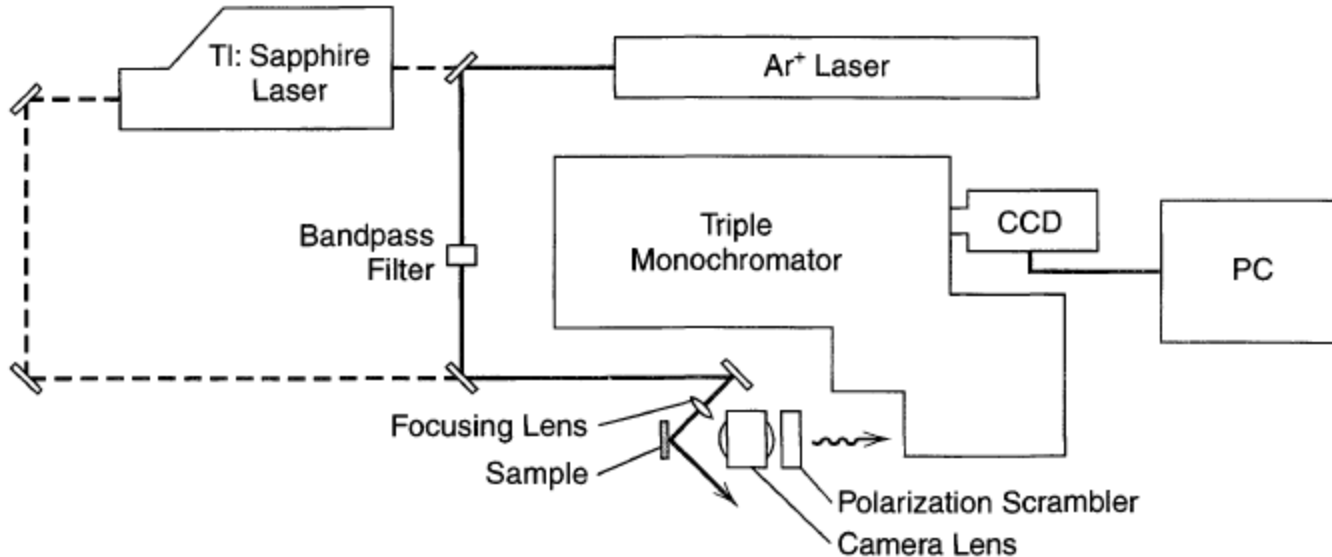 TI: Sapphire
Laser
Ar+ Laser
Triple
Monochromator
CCD
PC
Bandpass
Filter
Focusing Lens
Sample
Polarization Scrambler
Camera Lens